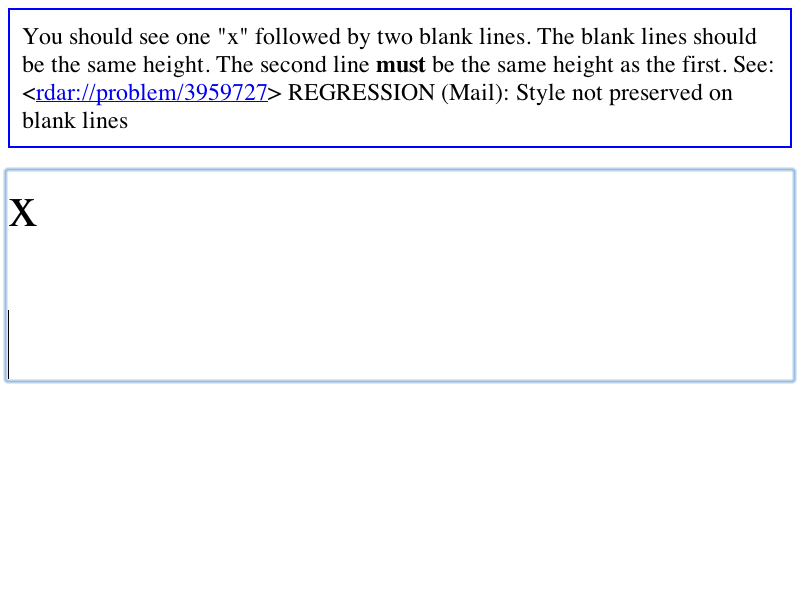 You should see one "x" followed by two blank lines. The blank lines should
be the same height. The second line must be the same height as the first. See:
<rdar://problem/3959727> REGRESSION (Mail): Style not preserved on
blank lines
x